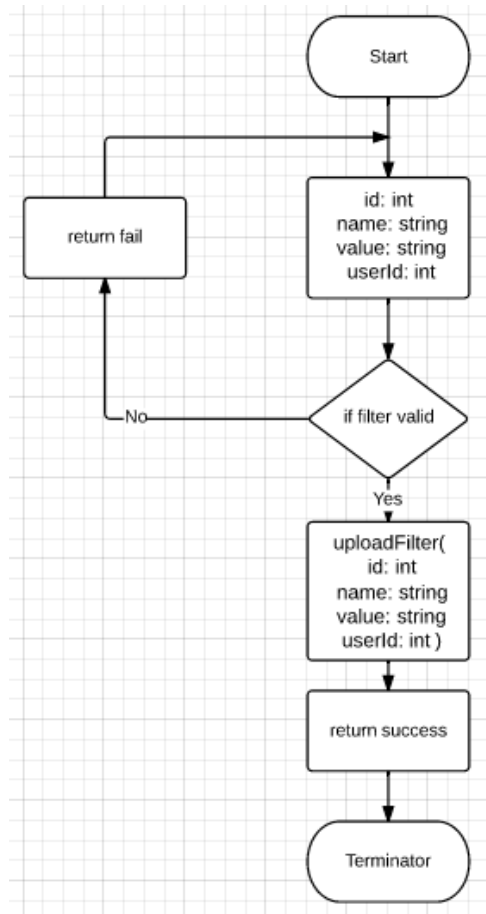 Start
id: int
name: string
value: string
userId: int
return fail
if filter valid
No
Yes
uploadFilter(
id: int
name: string
value: string
userId: int )
return success
Terminator